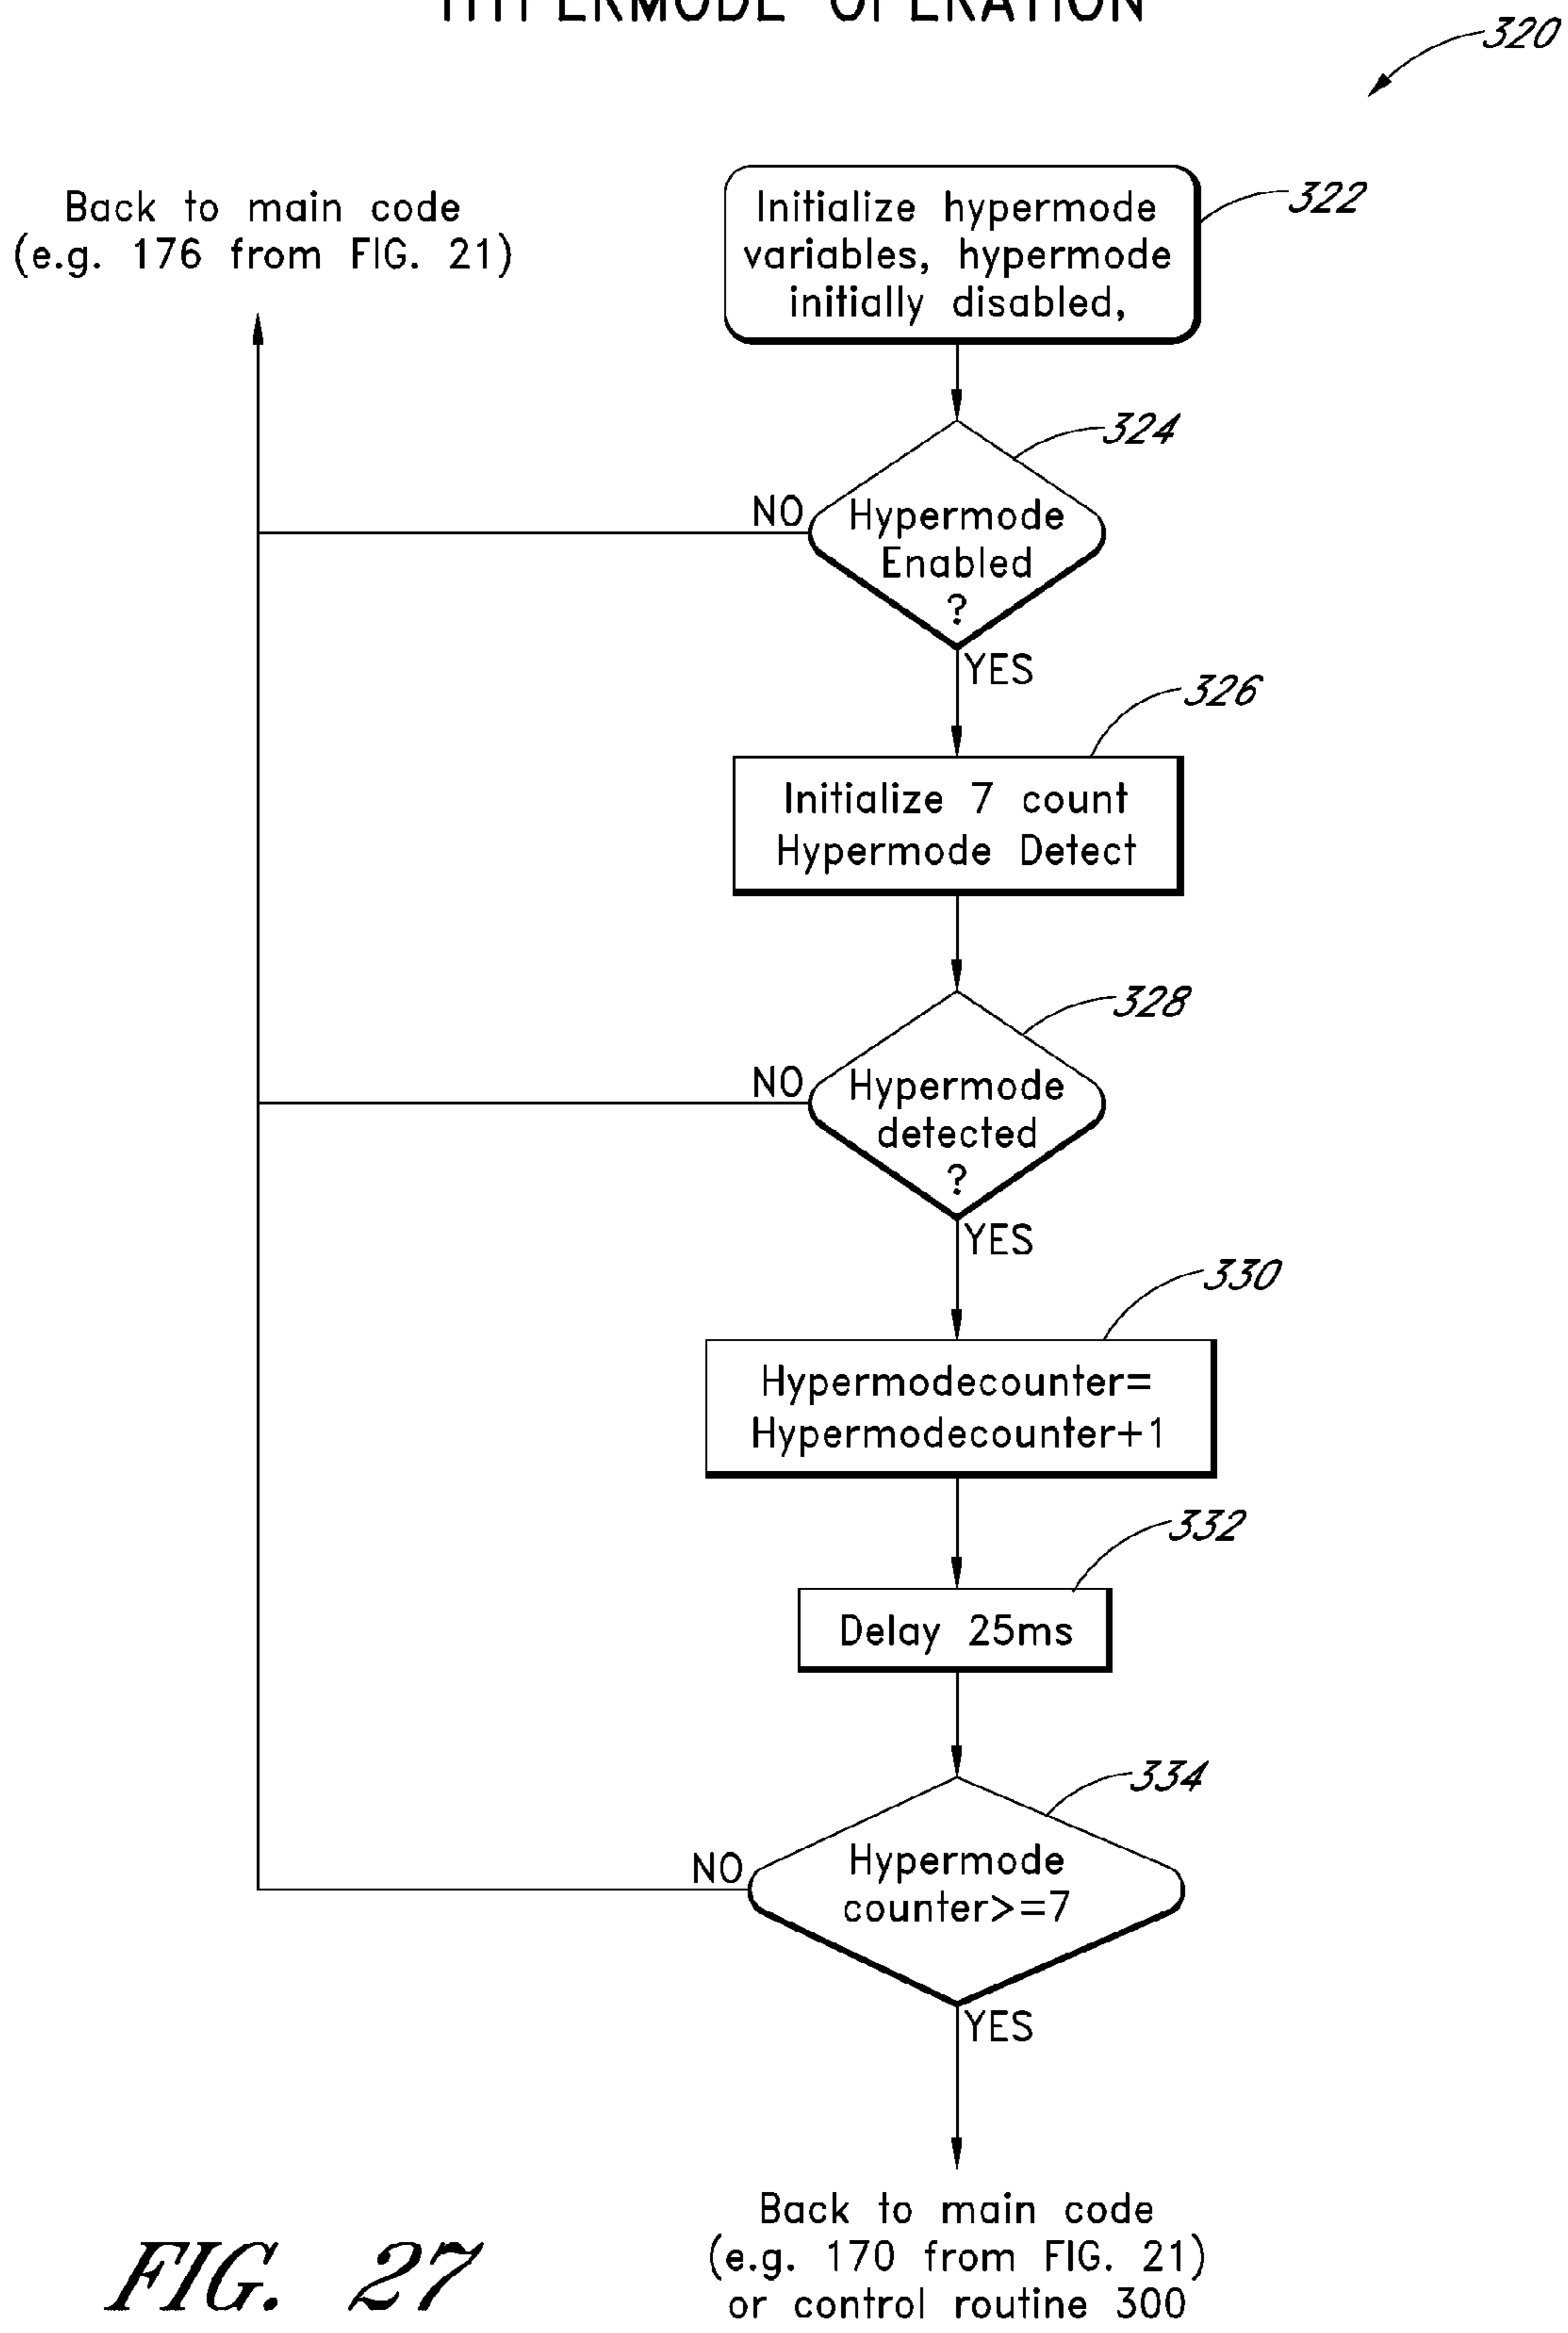 HYPERMODE OPERATION
320
Back to main code
(e.g. 176 from FIG. 21)
Initialize hypermode
variables, hypermode
initially disabled,
322
324
NO
Hypermode
Enabled
?
YES
326
Initialize 7 count
Hypermode Detect
328
NO
Hypermode
detected
?
YES
330
Hypermodecounter=
Hypermodecounter+1
332
Delay 25ms
334
NO
Hypermode
counter>=7
YES
Back to main code
(e.g. 170 from FIG. 21)
or control routine 300
FIG. 27